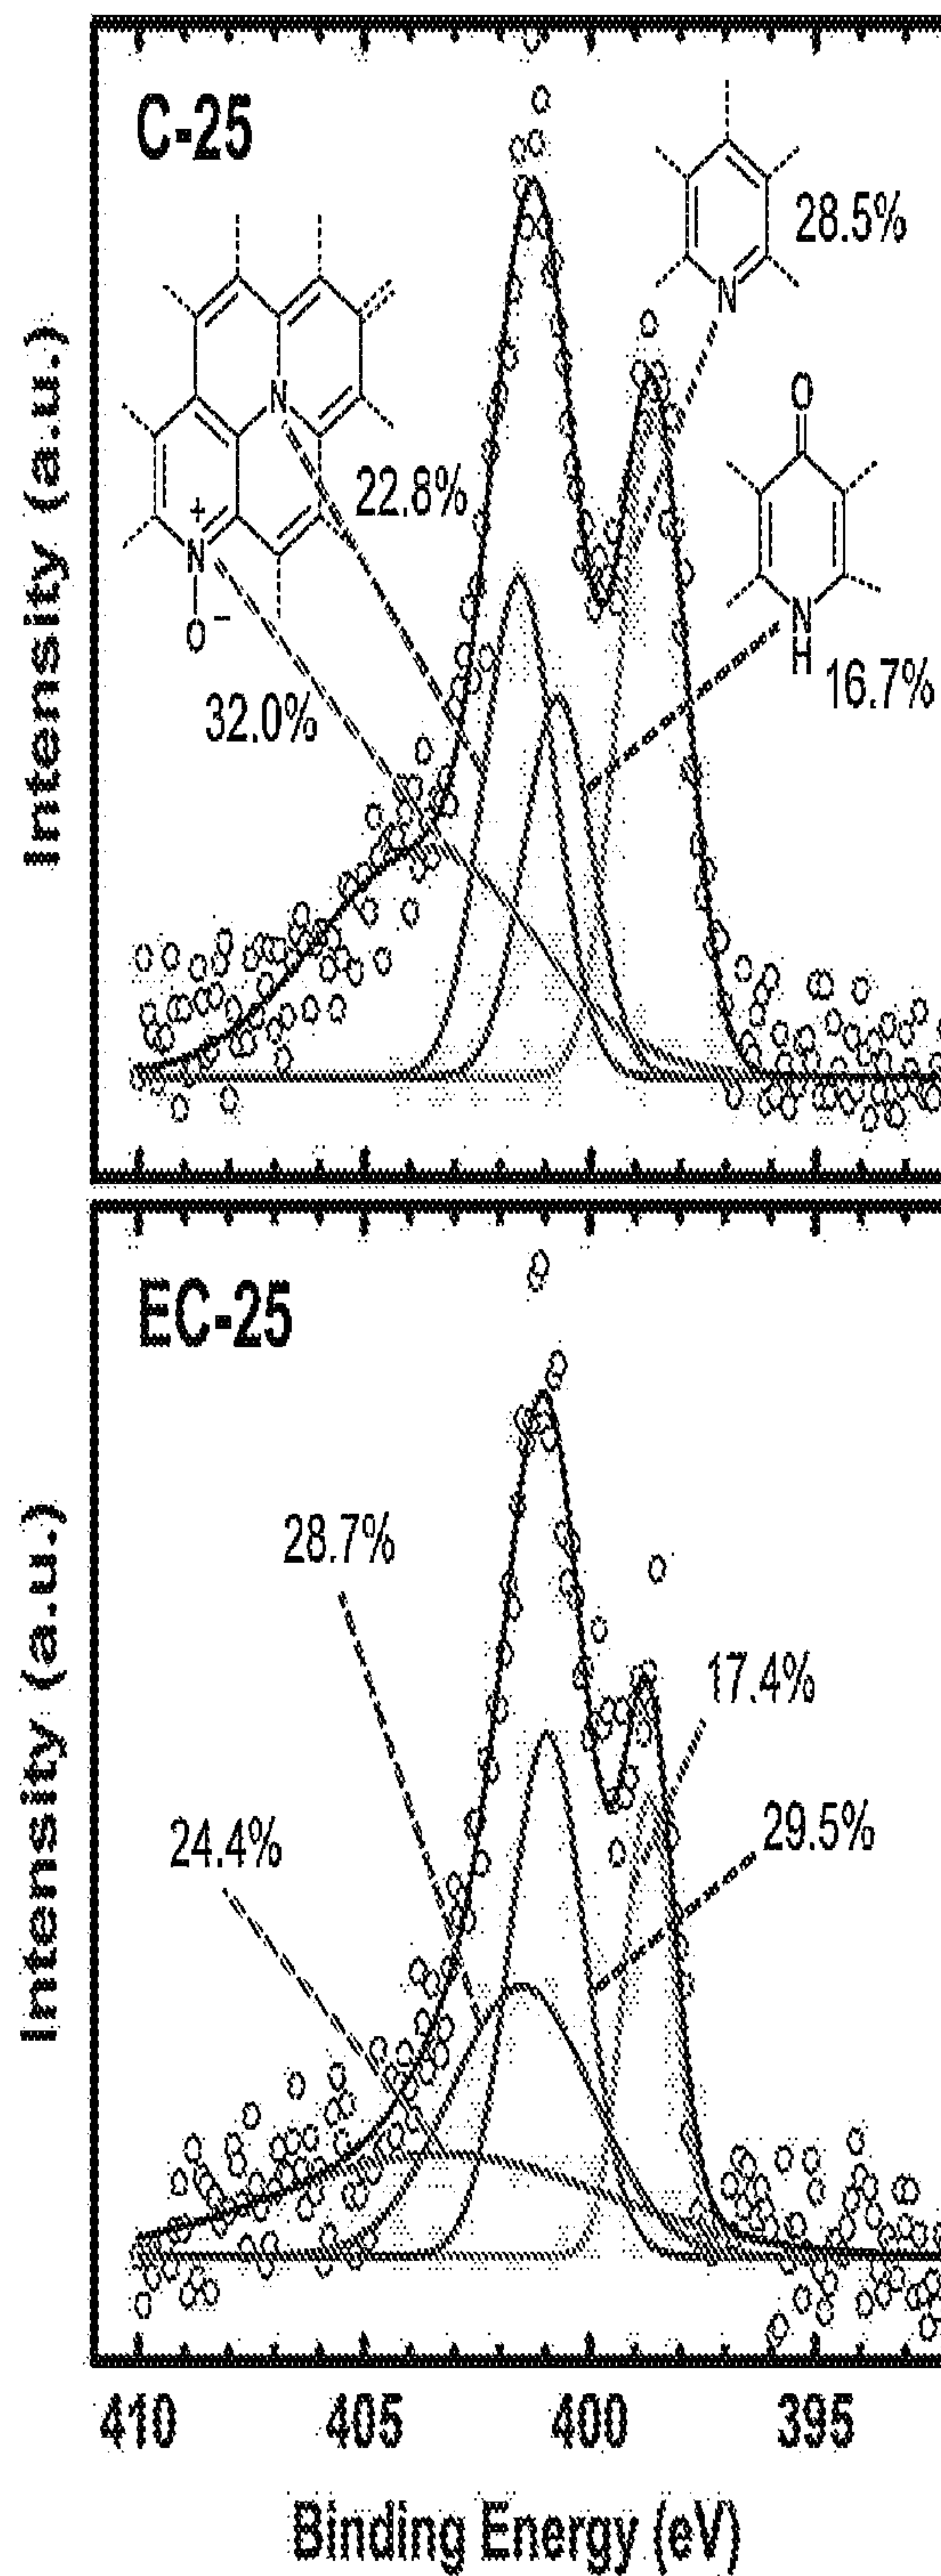 C-25
28.5%
N
O
N
22.8%
+
N
O
−
N
H
16.7%
32.0%
Intensity (a.u.)
EC-25
28.7%
17.4%
24.4%
29.5%
Intensity (a.u.)
410 405 400 395
Binding Energy (eV)